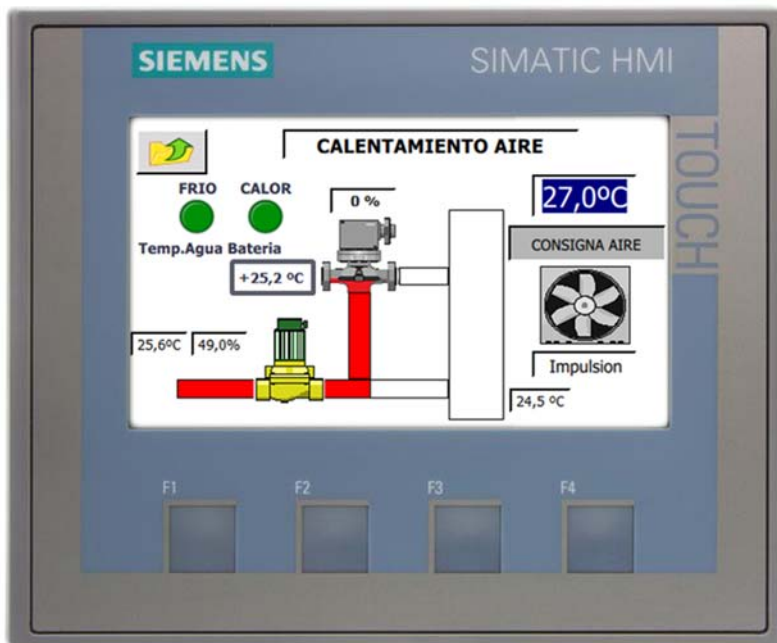 SIEMENS
SIMATIC HMI
TOUCH
CALENTAMIENTO AIRE
FRIO CALOR
0 %
27,0ºC
Temp.Agua Bateria
CONSIGNA AIRE
+25,2 ºC
25,6ºC 49,0%
Impulsion
24,5 ºC
F1 F2 F3 F4